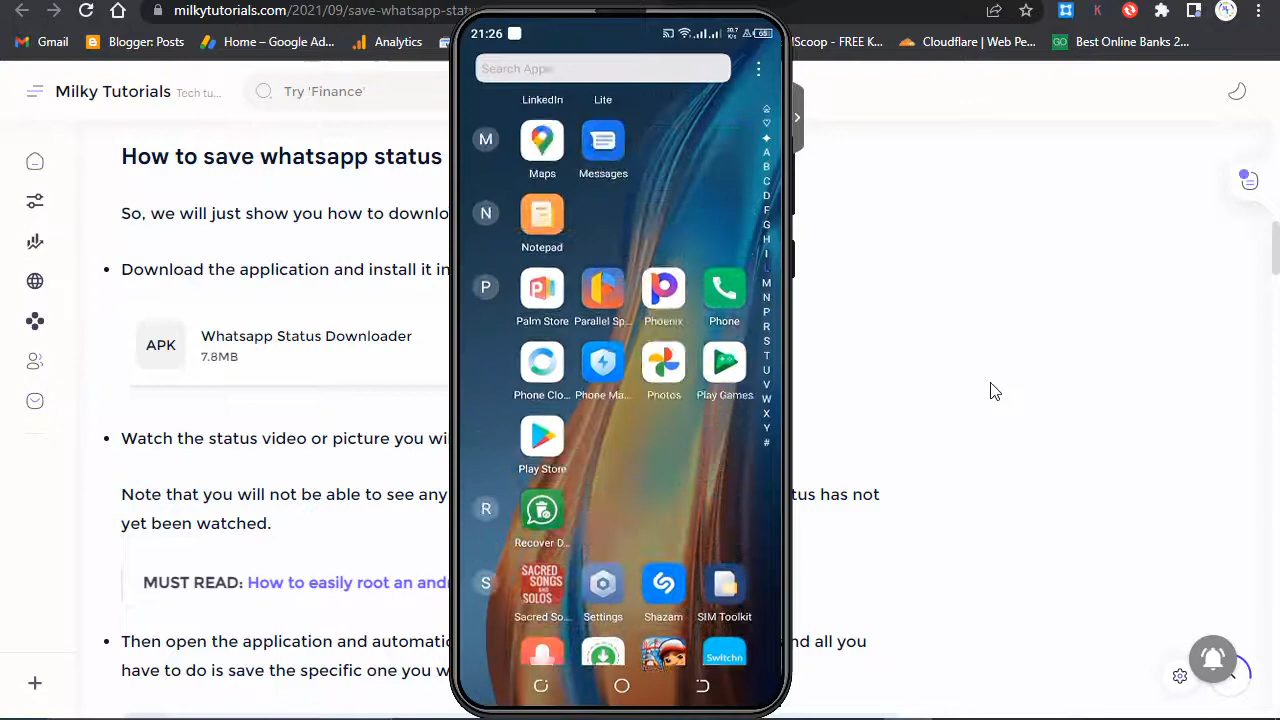 milkytutorials.com/2021/09/save-whatsapp-stat
Gmail
Blogger: Posts
Home – Google Ad...
Analytics
Scoop - FREE K...
Cloudflare | Web Pe...
GO
Best Online Banks 2...
Milky Tutorials Tech tu...
Try 'Finance'
How to save whatsapp status
So, we will just show you how to downlo
• Download the application and install it in
APK
Whatsapp Status Downloader
7.8MB
• Watch the status video or picture you wi
Note that you will not be able to see any
tus has not
yet been watched.
MUST READ: How to easily root an andr
• Then open the application and automatic
nd all you
have to do is save the specific one you w
21:26
30.7
K/s
65
Search Apps
LinkedIn
Lite
M
Maps
Messages
N
Notepad
P
Palm Store
Parallel Sp...
Phoenix
Phone
Phone Clo...
Phone Ma...
Photos
Play Games
Play Store
R
Recover D...
S
SACRED
SONGS
AND
SOLOS
Sacred So...
Settings
Shazam
SIM Toolkit
Switchn
A
B
C
D
F
G
H
I
L
M
N
P
R
S
T
U
V
W
X
Y
#